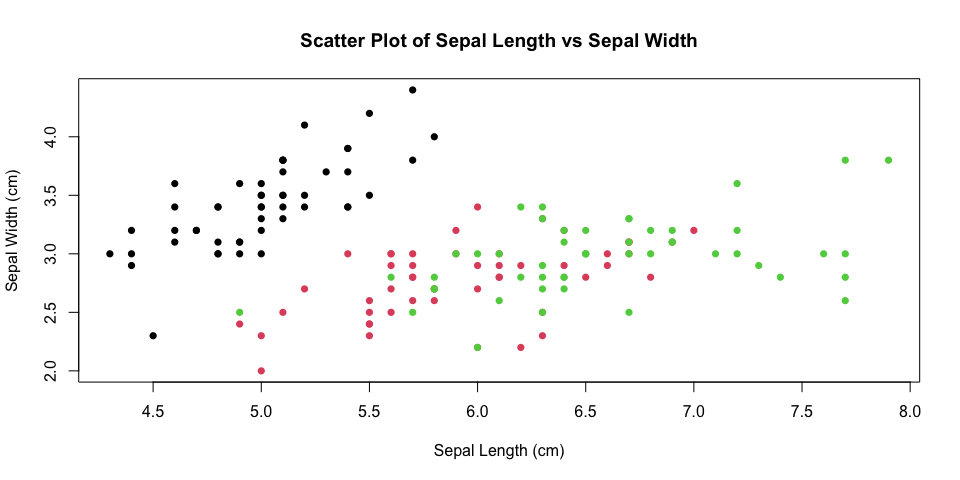 Scatter Plot of Sepal Length vs Sepal Width
Sepal Width (cm)
4.0
3.5
3.0
2.5
2.0
4.5 5.0 5.5 6.0 6.5 7.0 7.5 8.0
Sepal Length (cm)